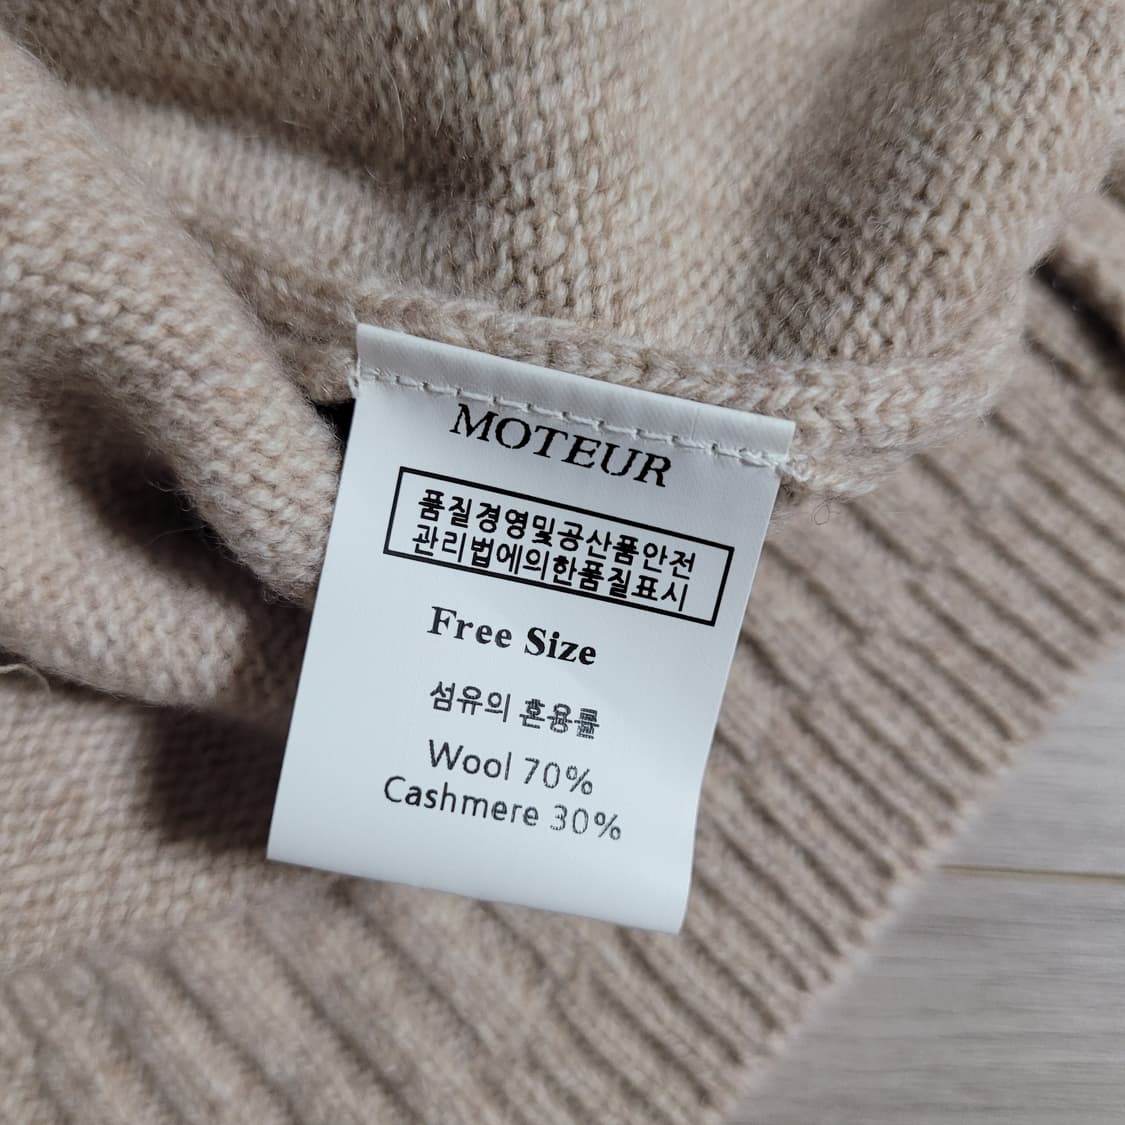 MOTEUR
품질경영및공산품안전
관리법에의한품질표시
Free Size
섬유의 혼용률
Wool 70%
Cashmere 30%